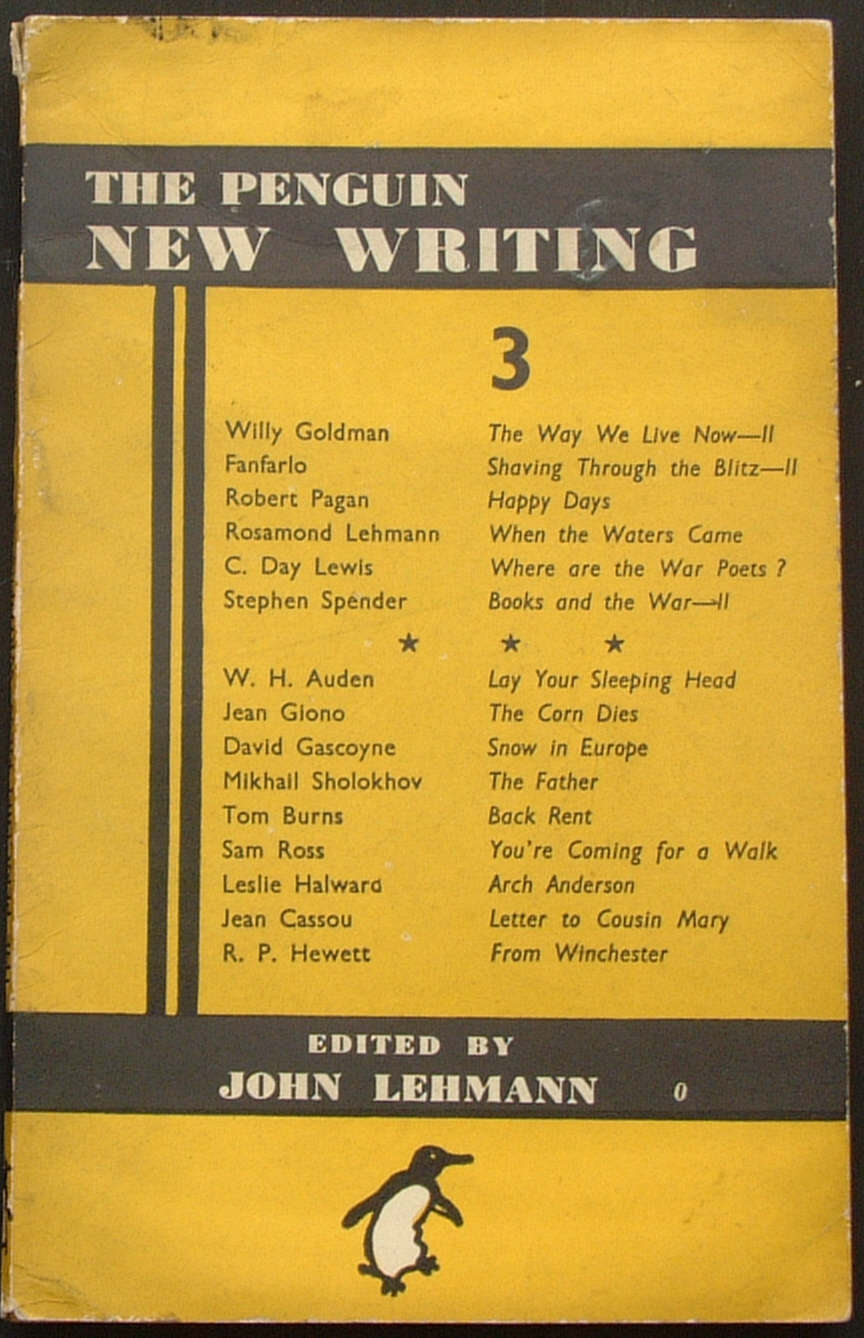 THE PENGUIN
NEW WRITING
3
Willy Goldman The Way We Live Now—II
Fanfarlo Shaving Through the Blitz—II
Robert Pagan Happy Days
Rosamond Lehmann When the Waters Came
C. Day Lewis Where are the War Poets ?
Stephen Spender Books and the War—II
★ ★ ★
W. H. Auden Lay Your Sleeping Head
Jean Giono The Corn Dies
David Gascoyne Snow in Europe
Mikhail Sholokhov The Father
Tom Burns Back Rent
Sam Ross You're Coming for a Walk
Leslie Halward Arch Anderson
Jean Cassou Letter to Cousin Mary
R. P. Hewett From Winchester
EDITED BY
JOHN LEHMANN 0